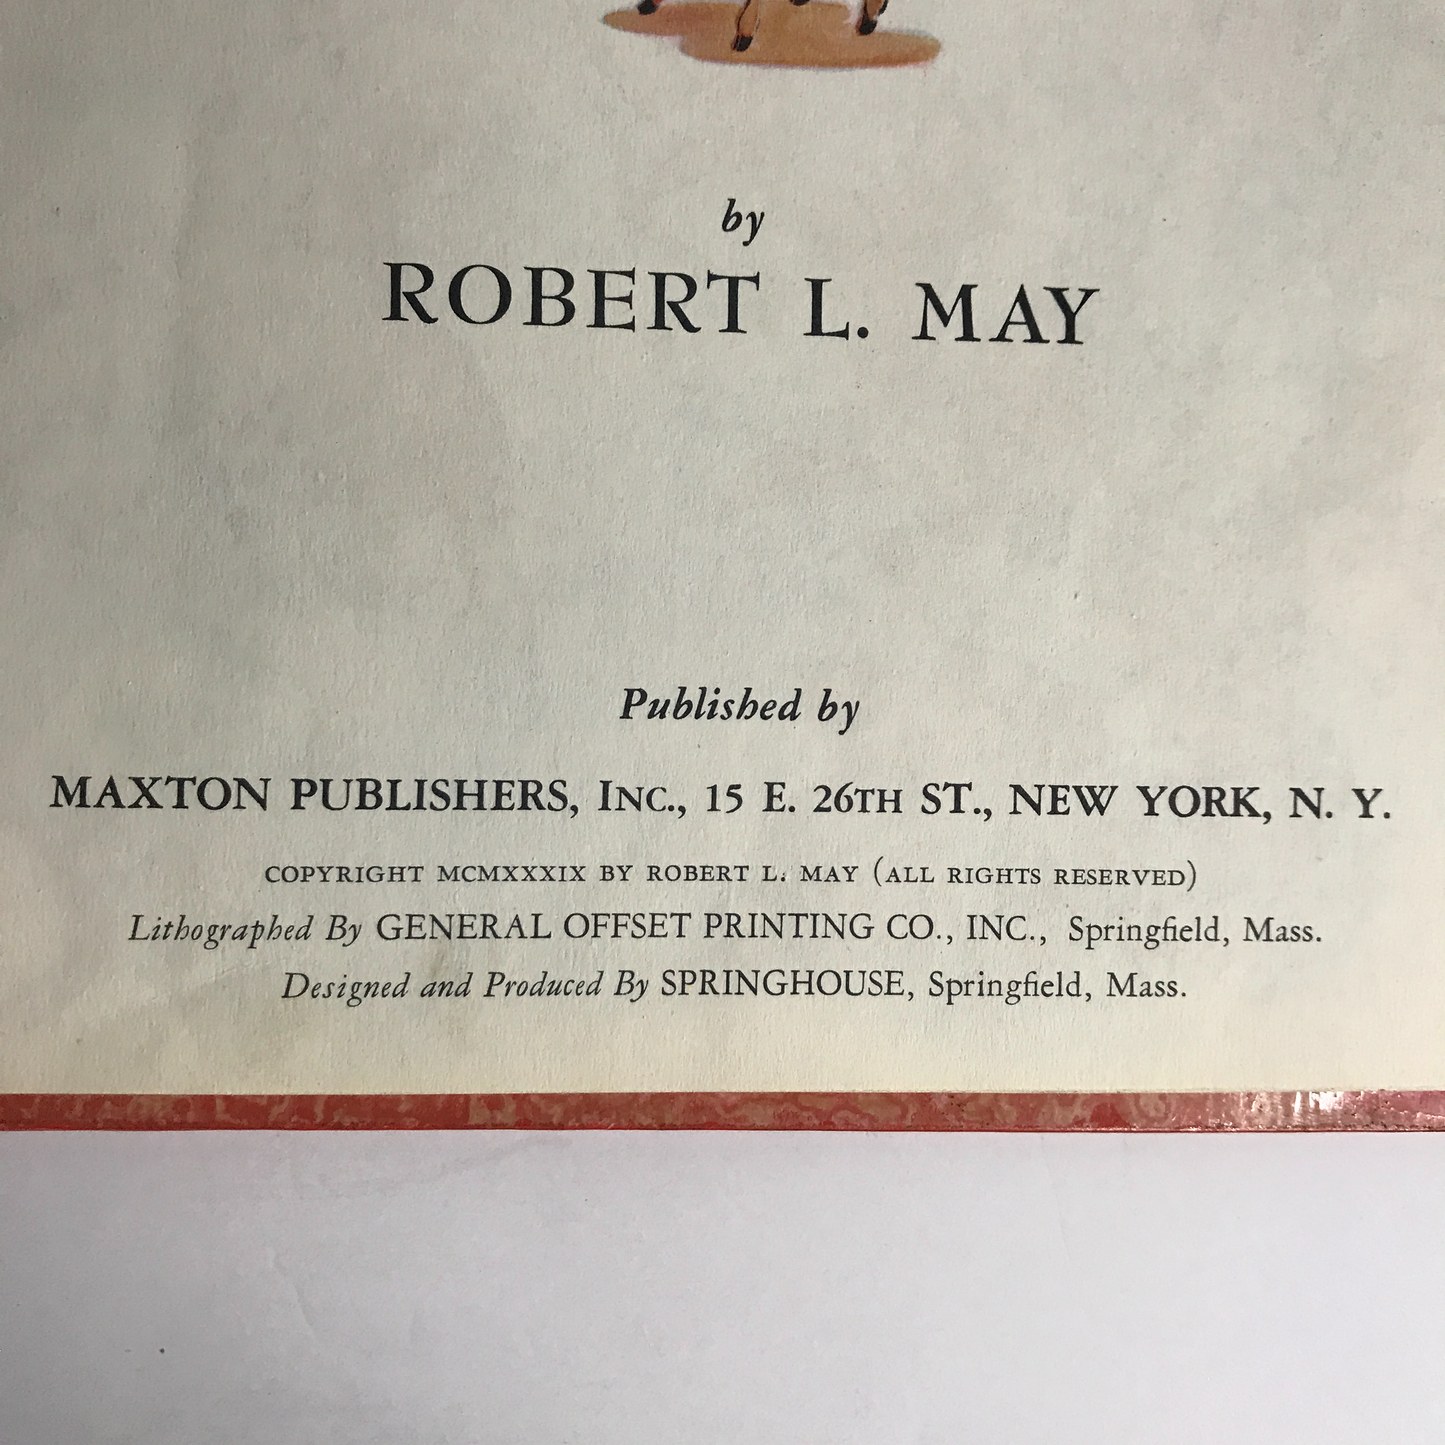 by
ROBERT L. MAY
Published by
MAXTON PUBLISHERS, INC., 15 E. 26TH ST., NEW YORK, N. Y.
COPYRIGHT MCMXXXIX BY ROBERT L. MAY (ALL RIGHTS RESERVED)
Lithographed By GENERAL OFFSET PRINTING CO., INC., Springfield, Mass.
Designed and Produced By SPRINGHOUSE, Springfield, Mass.